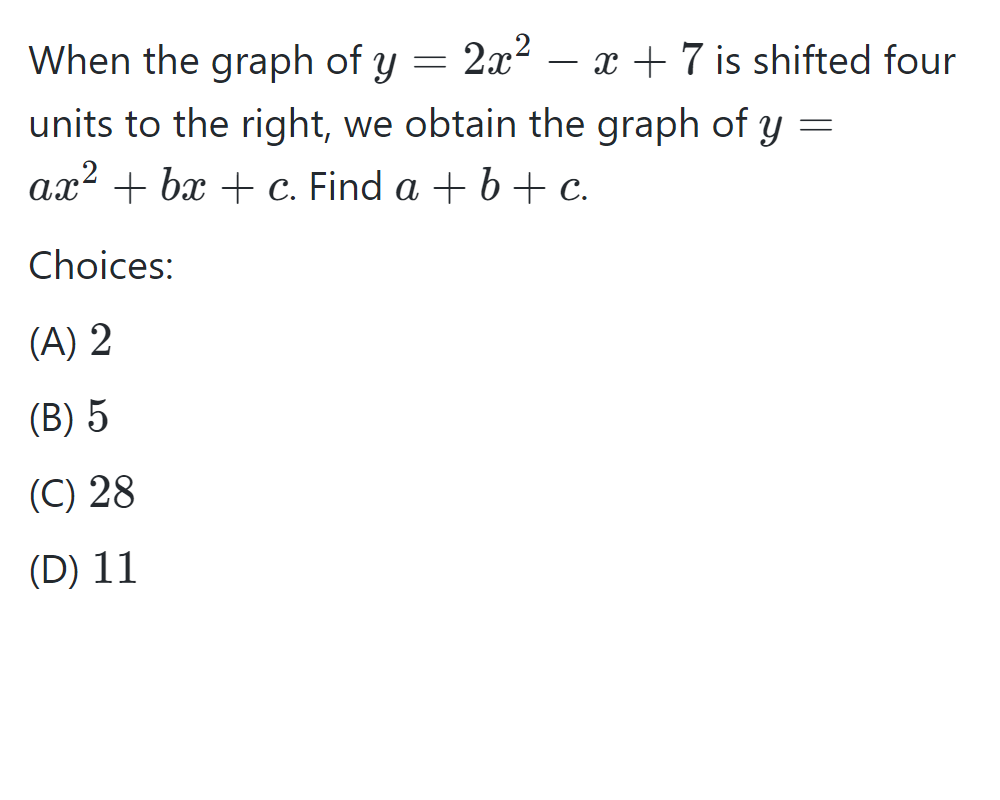 When the graph of $y = 2x^2 - x + 7$ is shifted four
units to the right, we obtain the graph of $y =$
$ax^2 + bx + c$. Find $a + b + c$.
Choices:
(A) 2
(B) 5
(C) 28
(D) 11